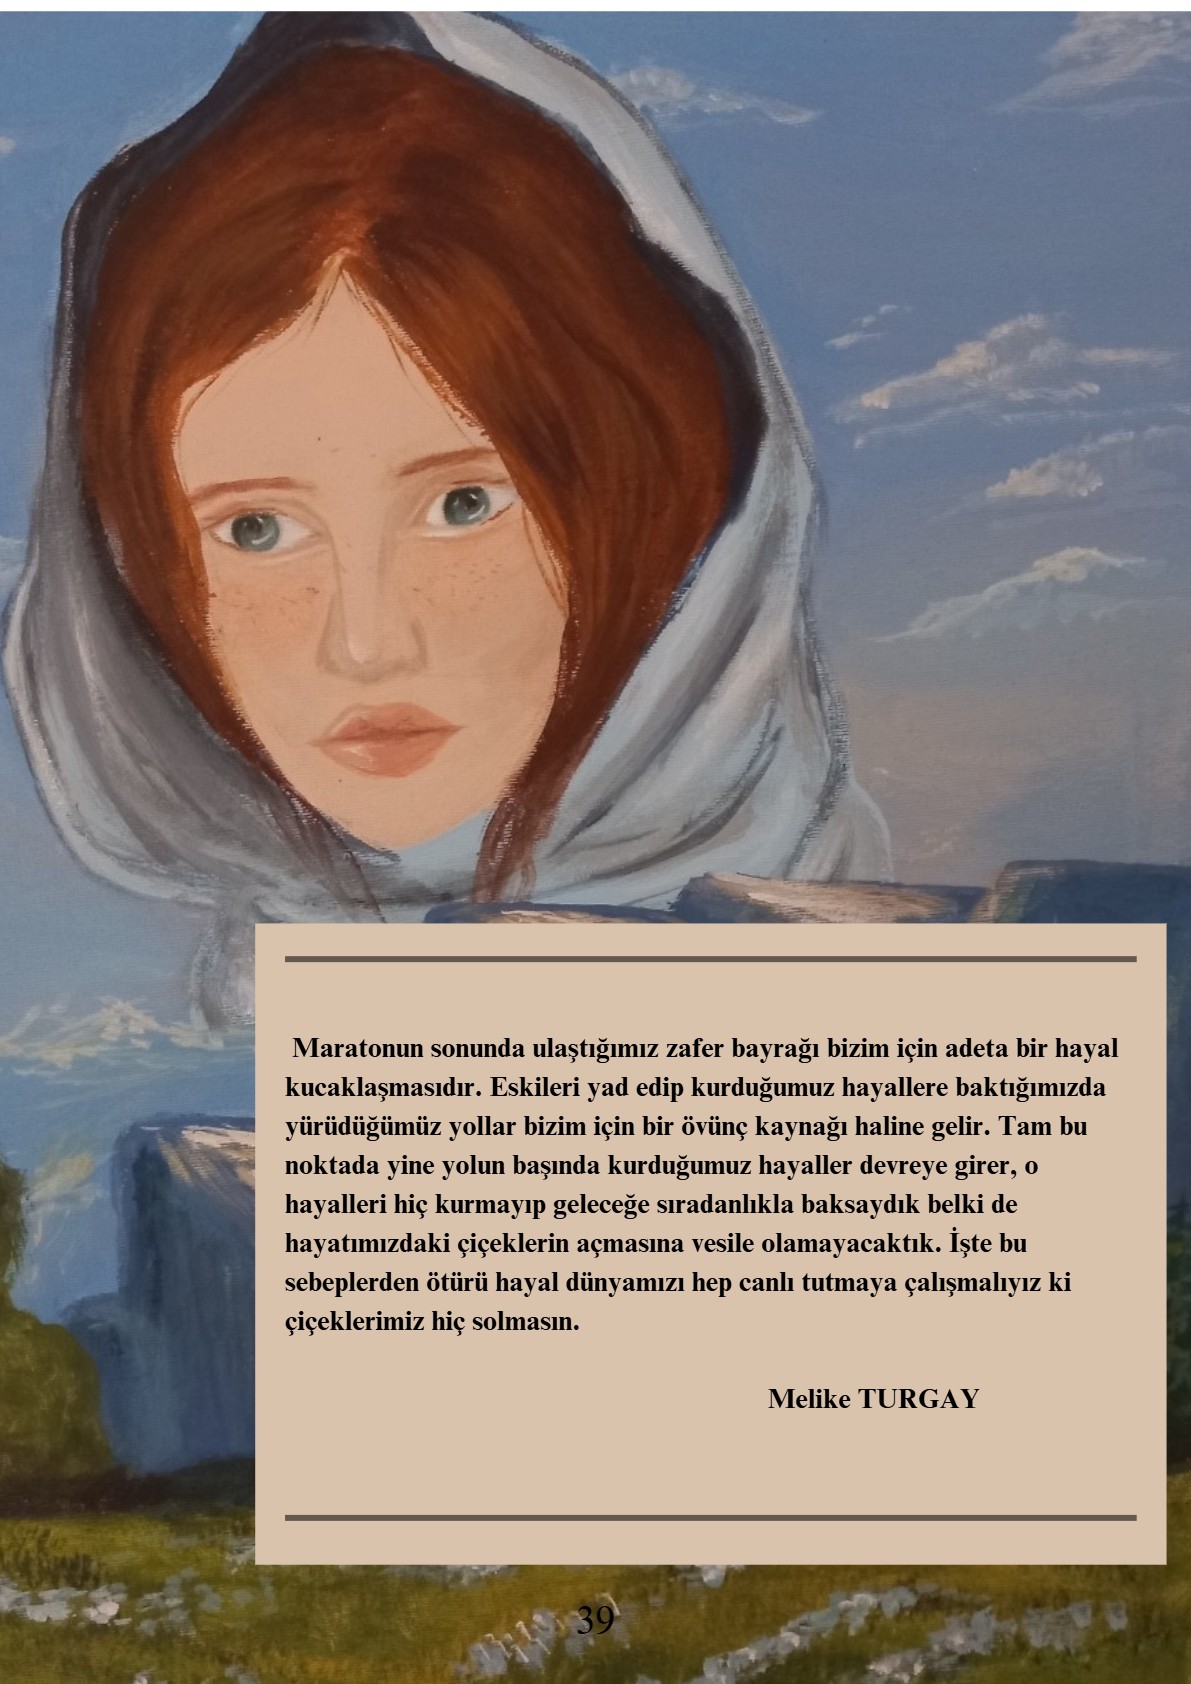 Maratonun sonunda ulaştığımız zafer bayrağı bizim için adeta bir hayal
kucaklaşmasıdır. Eskileri yad edip kurduğumuz hayallere baktığımızda
yürüdüğümüz yollar bizim için bir övünç kaynağı haline gelir. Tam bu
noktada yine yolun başında kurduğumuz hayaller devreye girer, o
hayalleri hiç kurmayıp geleceğe sıradanlıkla baksaydık belki de
hayatımızdaki çiçeklerin açmasına vesile olamayacaktık. İşte bu
sebeplerden ötürü hayal dünyamızı hep canlı tutmaya çalışmalıyız ki
çiçeklerimiz hiç solmasın.
Melike TURGAY
39